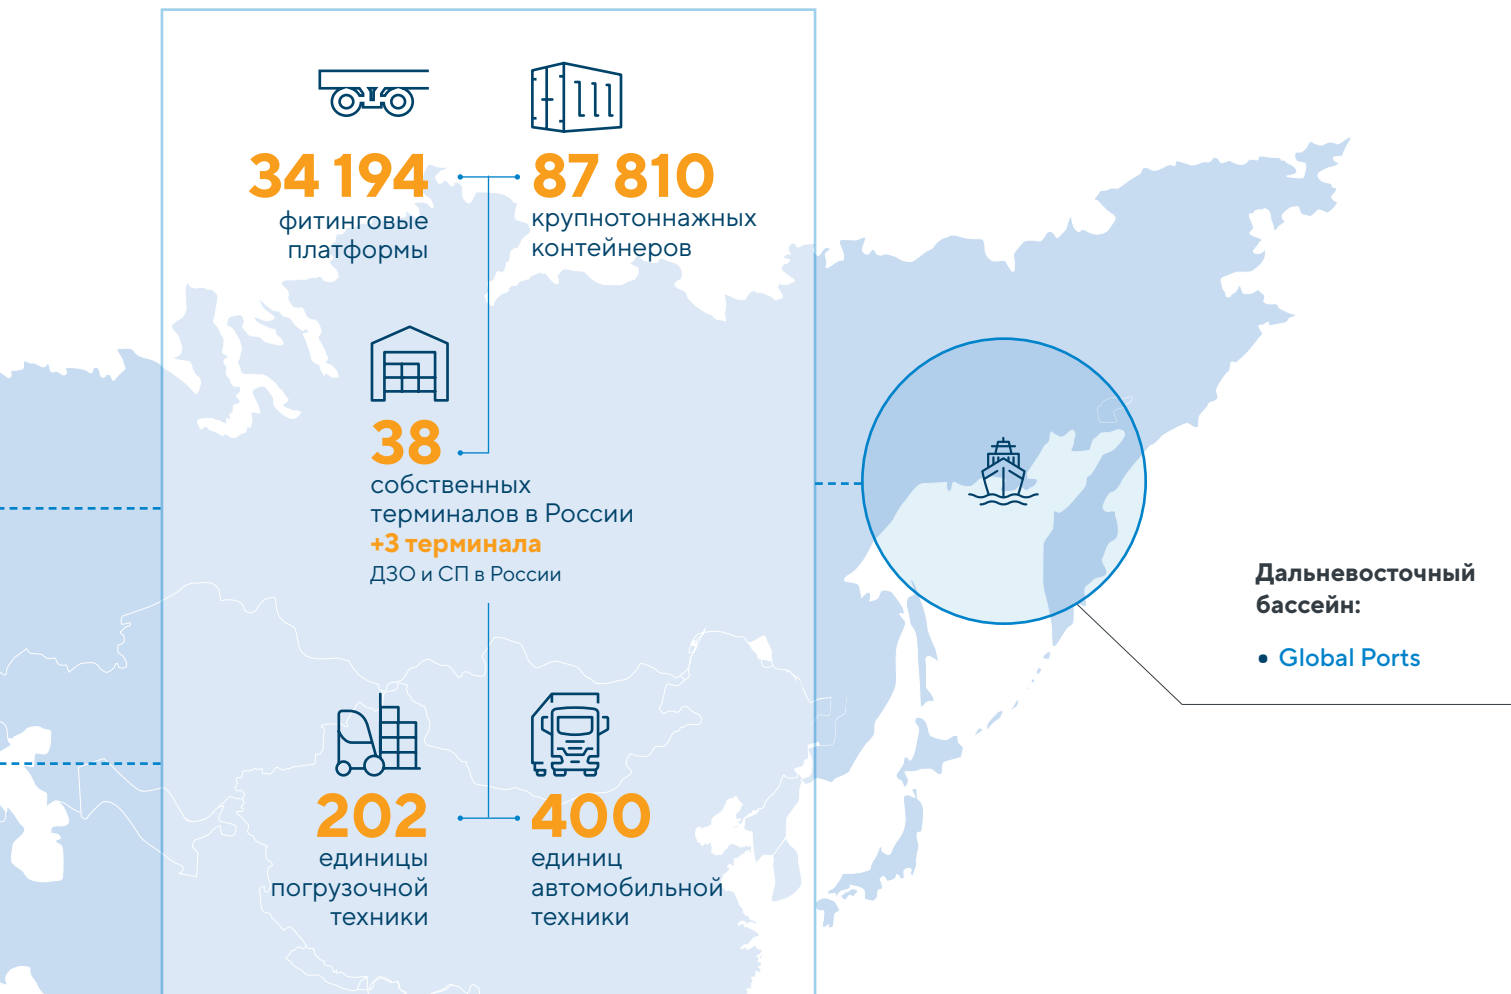 34 194
фитинговые
платформы
87 810
крупнотоннажных
контейнеров
38
собственных
терминалов в России
+3 терминала
ДЗО и СП в России
202
единицы
погрузочной
техники
400
единиц
автомобильной
техники
Дальневосточный
бассейн:
• Global Ports